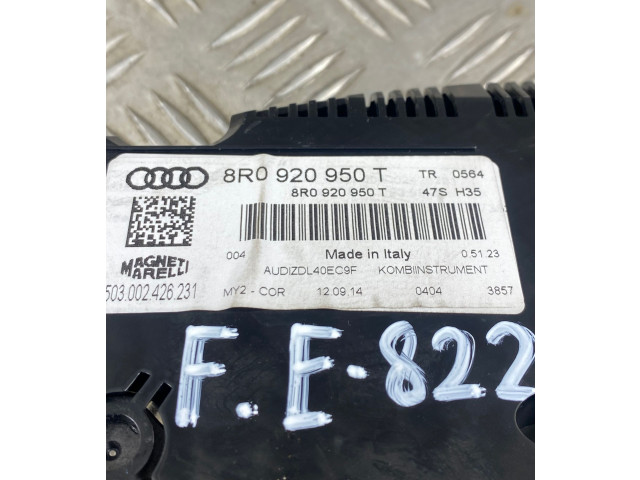 8R0 920 950 T TR 0564
8R0 920 950 T 47S H35
004 Made in Italy 0.51.23
AUDIZDL40EC9F KOMBIINSTRUMENT
MAGNETI MARELLI
503.002.426.231 MY2-COR 12.09.14 0404 3857
F.E-822